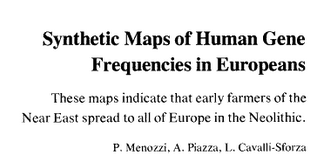 Synthetic Maps of Human Gene
Frequencies in Europeans
These maps indicate that early farmers of the
Near East spread to all of Europe in the Neolithic.
P. Menozzi, A. Piazza, L. Cavalli-Sforza